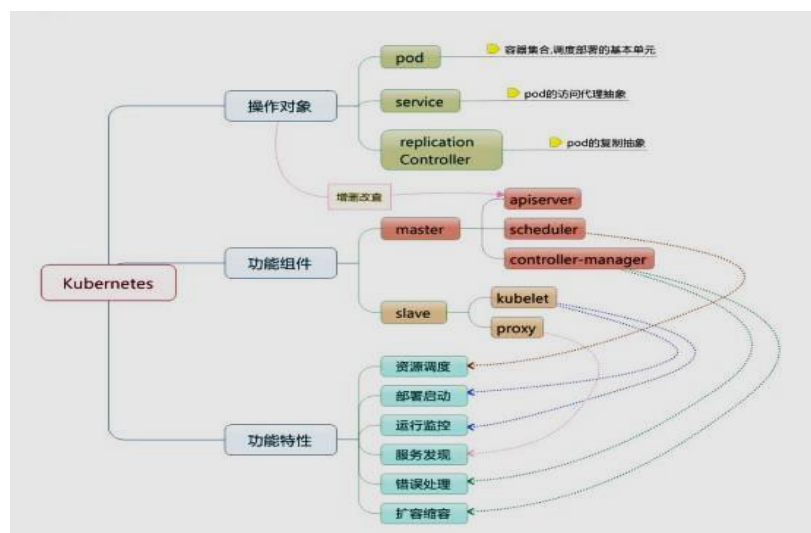 pod
容器集合,调度部署的基本单元
操作对象
service
pod的访问代理抽象
replication
Controller
pod的复制抽象
增删改查
apiserver
master
scheduler
功能组件
controller-manager
Kubernetes
kubelet
slave
proxy
资源调度
部署启动
运行监控
功能特性
服务发现
错误处理
扩容缩容